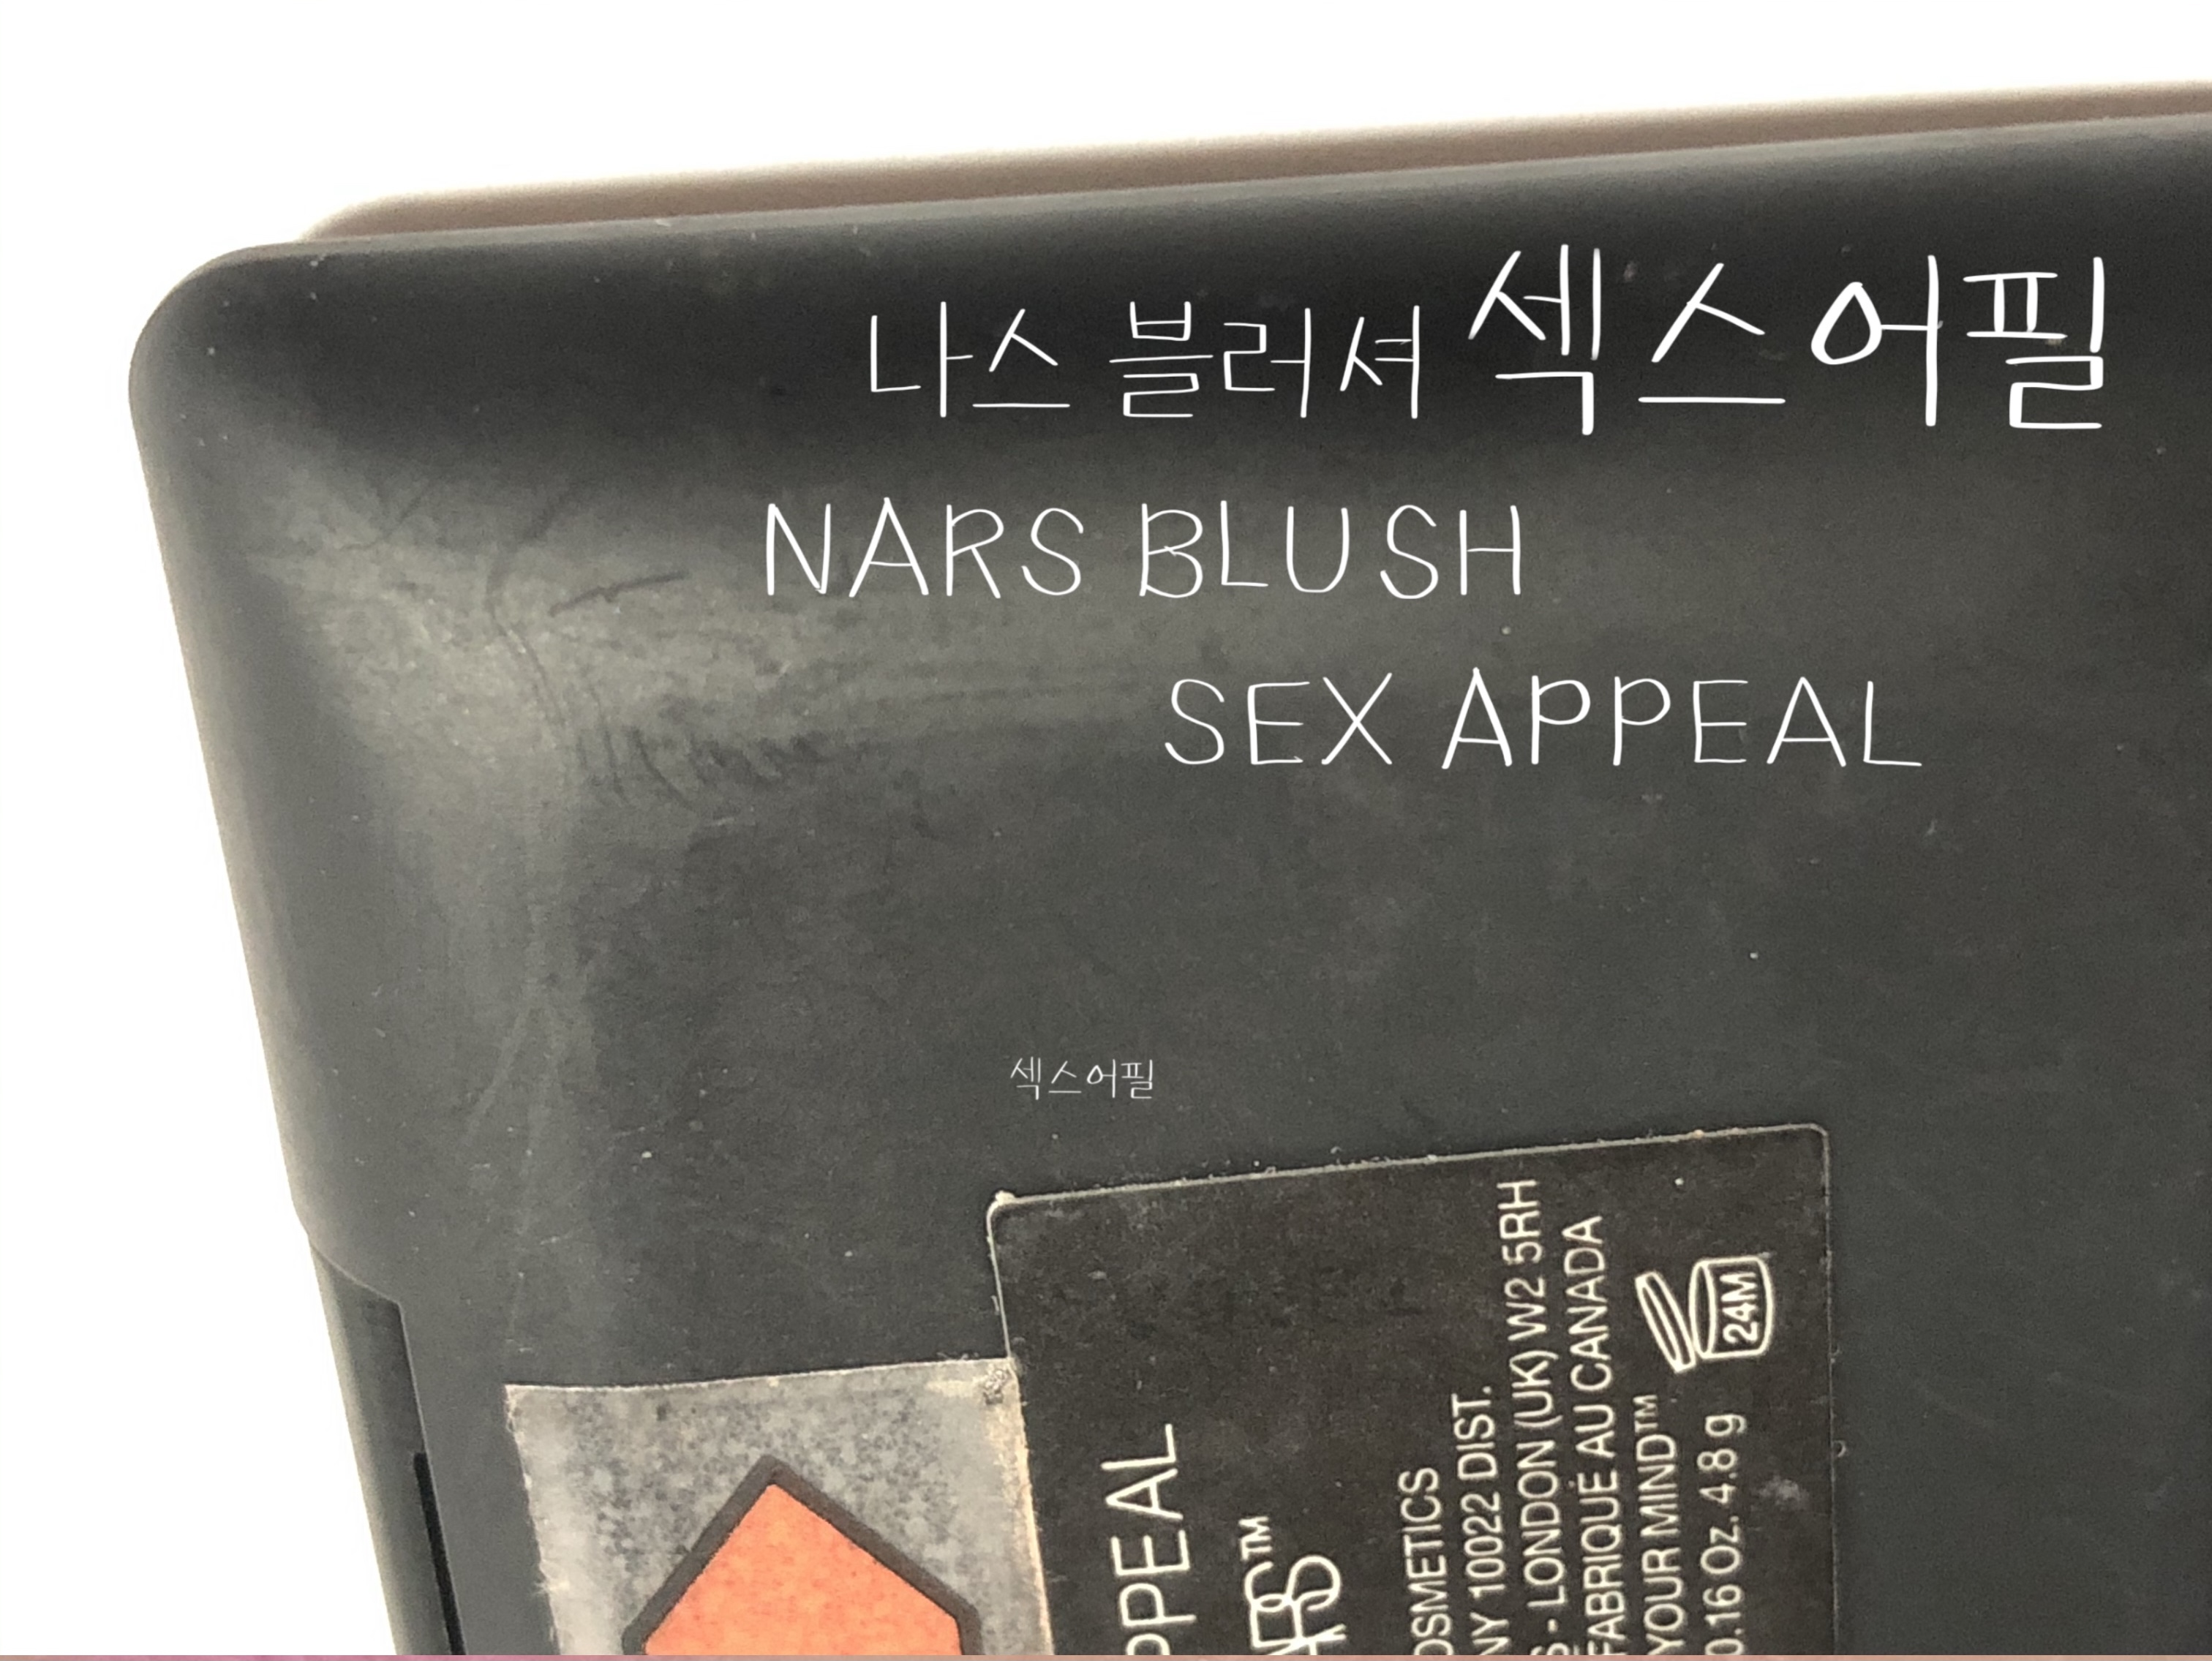 나스 블러셔 섹스어필
NARS BLUSH
SEX APPEAL
섹스어필
PPEAL
NARS™
OSMETICS
NY 10022 DIST.
- LONDON (UK) W2 5RH
FABRIQUÉ AU CANADA
YOUR MIND™
0.16 Oz. 4.8 g
24M